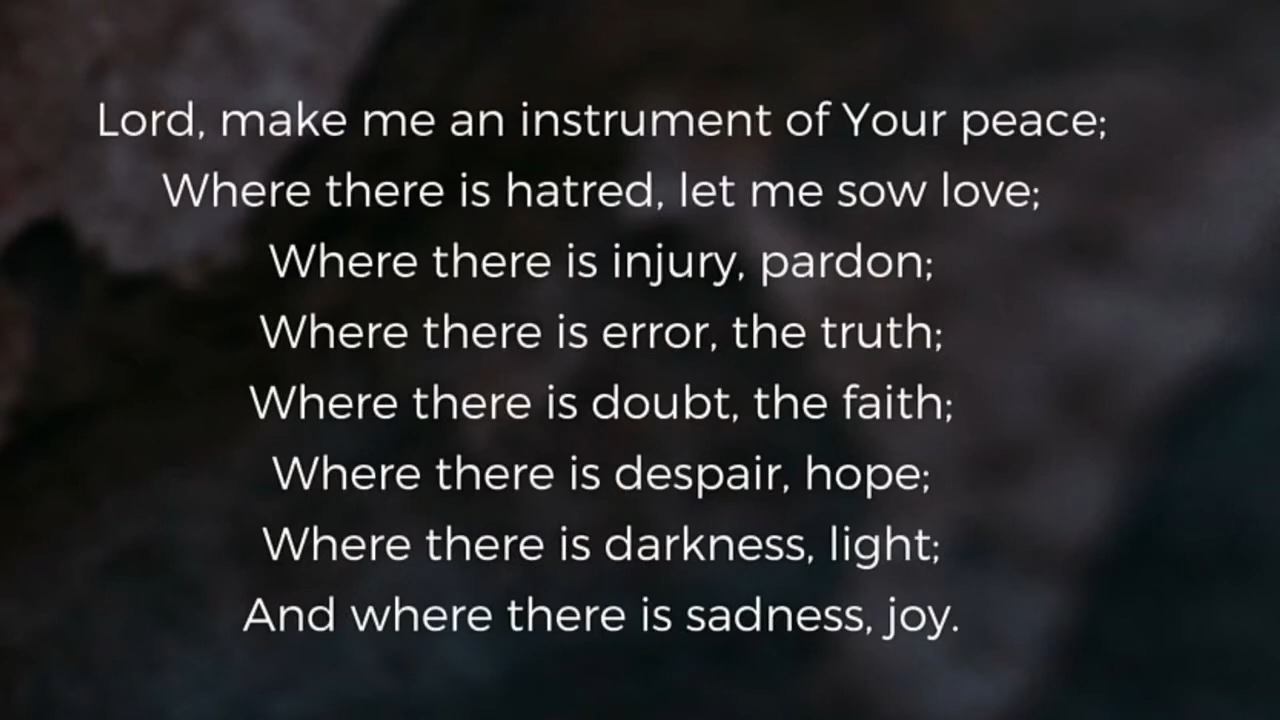 Lord, make me an instrument of Your peace;
Where there is hatred, let me sow love;
Where there is injury, pardon;
Where there is error, the truth;
Where there is doubt, the faith;
Where there is despair, hope;
Where there is darkness, light;
And where there is sadness, joy.